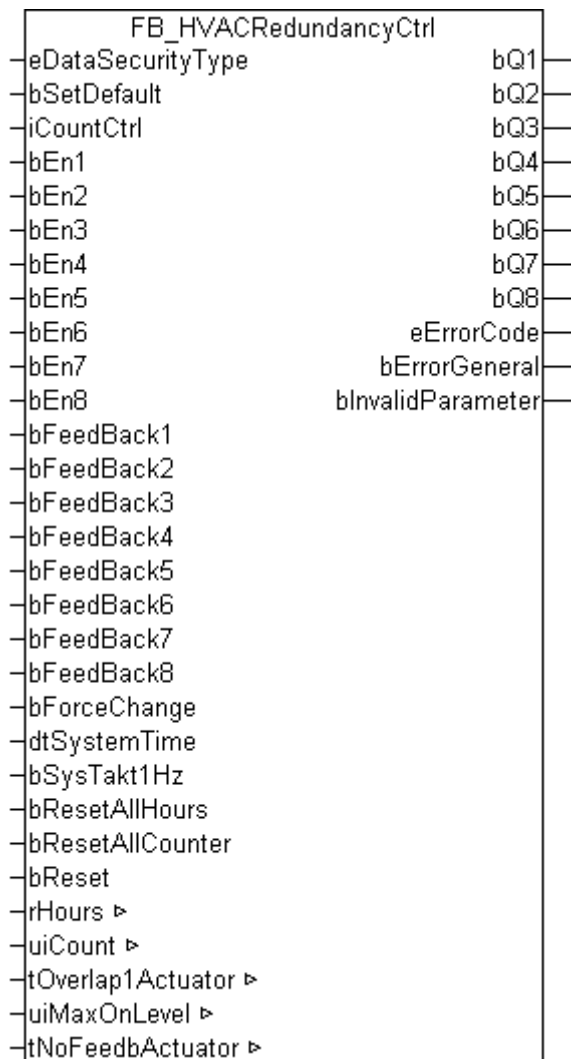 FB_HVACRedundancyCtrl
eDataSecurityType bQ1
bSetDefault bQ2
iCountCtrl bQ3
bEn1 bQ4
bEn2 bQ5
bEn3 bQ6
bEn4 bQ7
bEn5 bQ8
bEn6 eErrorCode
bEn7 bErrorGeneral
bEn8 bInvalidParameter
bFeedBack1
bFeedBack2
bFeedBack3
bFeedBack4
bFeedBack5
bFeedBack6
bFeedBack7
bFeedBack8
bForceChange
dtSystemTime
bSysTakt1Hz
bResetAllHours
bResetAllCounter
bReset
rHours ▹
uiCount ▹
tOverlap1Actuator ▹
uiMaxOnLevel ▹
tNoFeedbActuator ▹